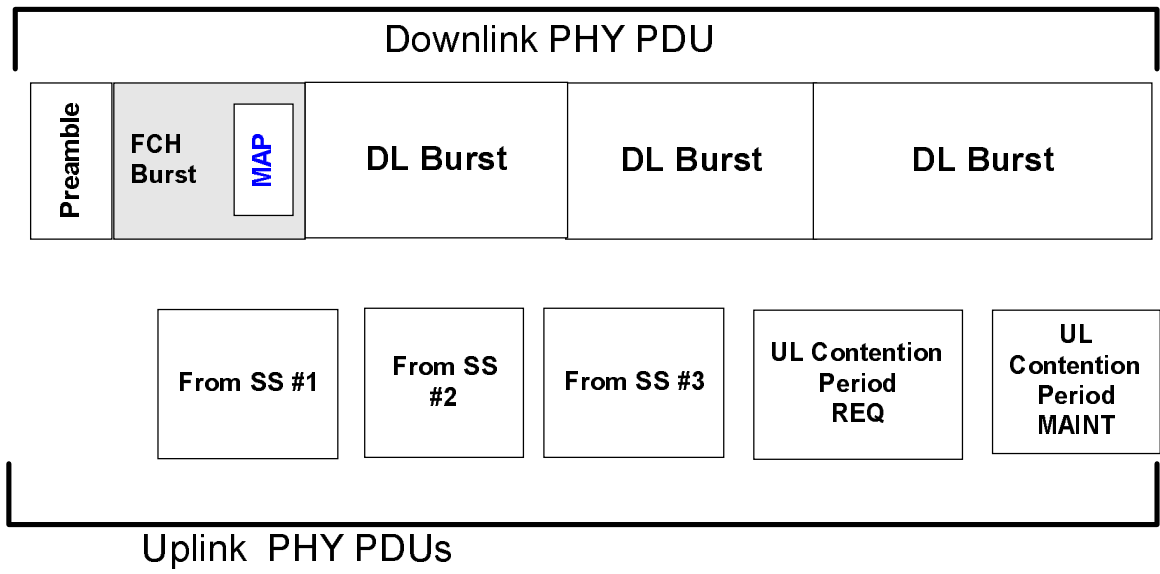 Downlink PHY PDU
Preamble
FCH
Burst
MAP
DL Burst
DL Burst
DL Burst
From SS #1
From SS
#2
From SS #3
UL Contention
Period
REQ
UL
Contention
Period
MAINT
Uplink PHY PDUs